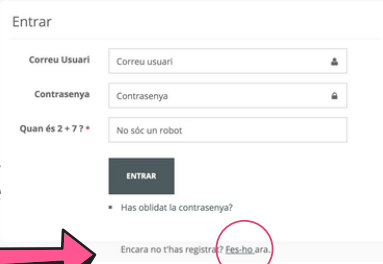 Entrar
Correu Usuari
Correu usuari
Contrasenya
Contrasenya
Quan és 2 + 7 ? *
No sóc un robot
ENTRAR
Has oblidat la contrasenya?
Encara no t'has registrat? Fes-ho ara.